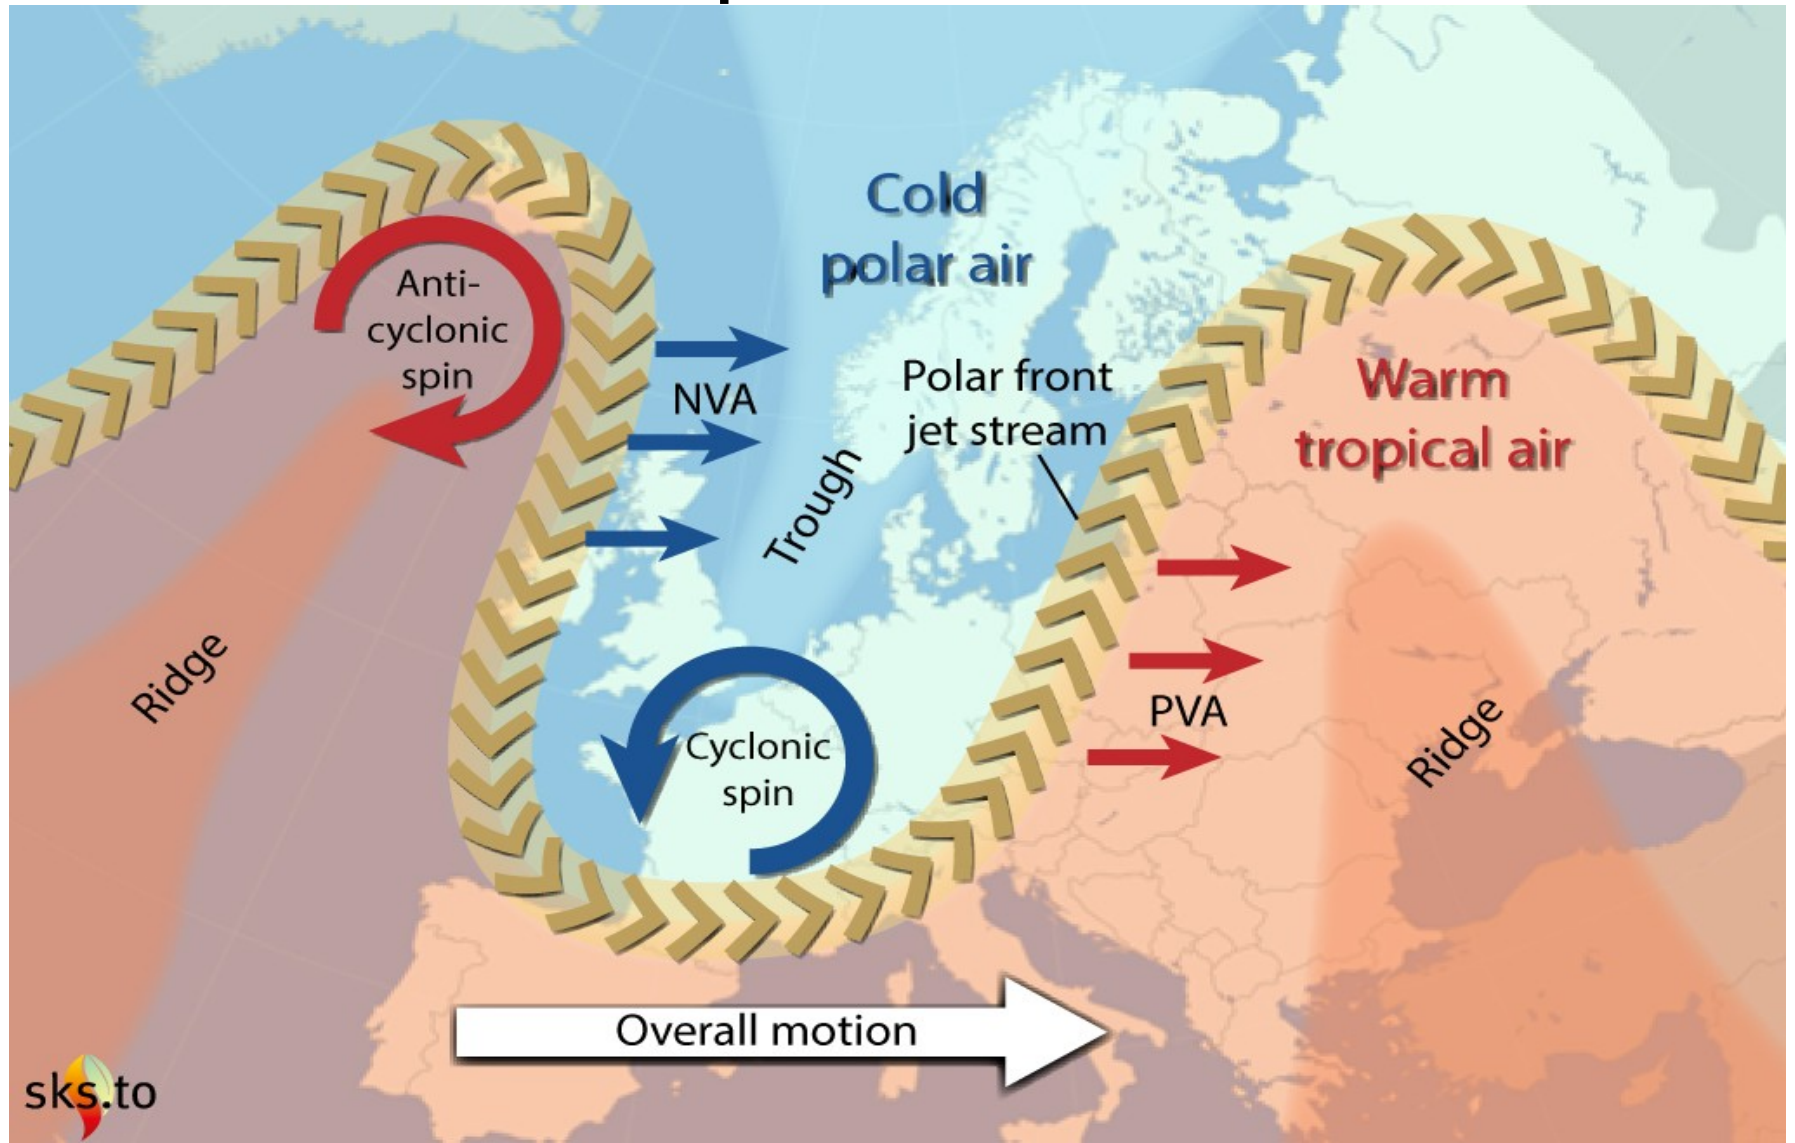 Cold
polar air
Anti-
cyclonic
spin
NVA
Polar front
jet stream
Warm
tropical air
Trough
Ridge
PVA
Ridge
Cyclonic
spin
Overall motion
sks.to